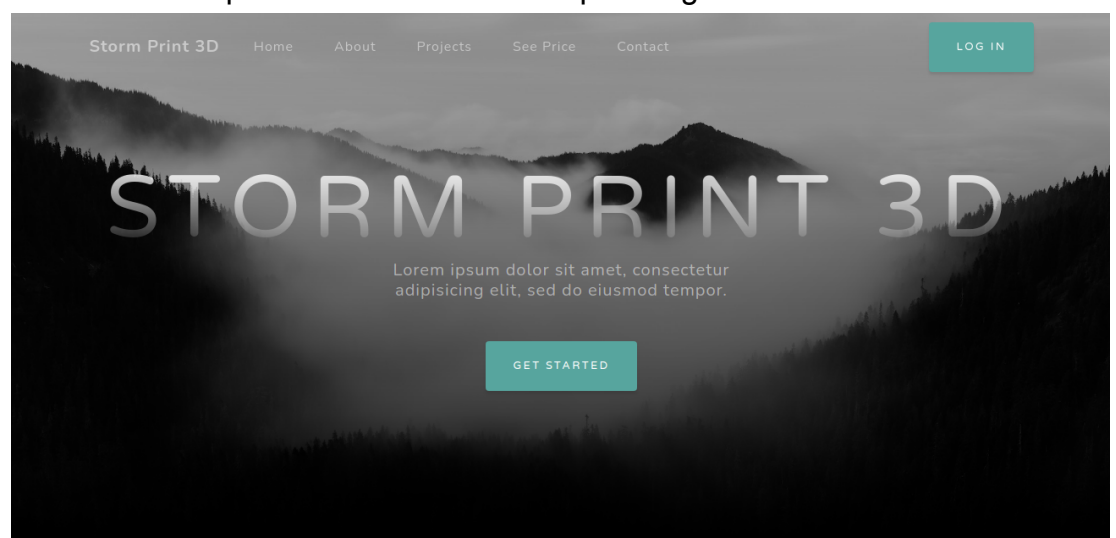 Storm Print 3D Home About Projects See Price Contact LOG IN
STORM PRINT 3D
Lorem ipsum dolor sit amet, consectetur
adipisicing elit, sed do eiusmod tempor.
GET STARTED